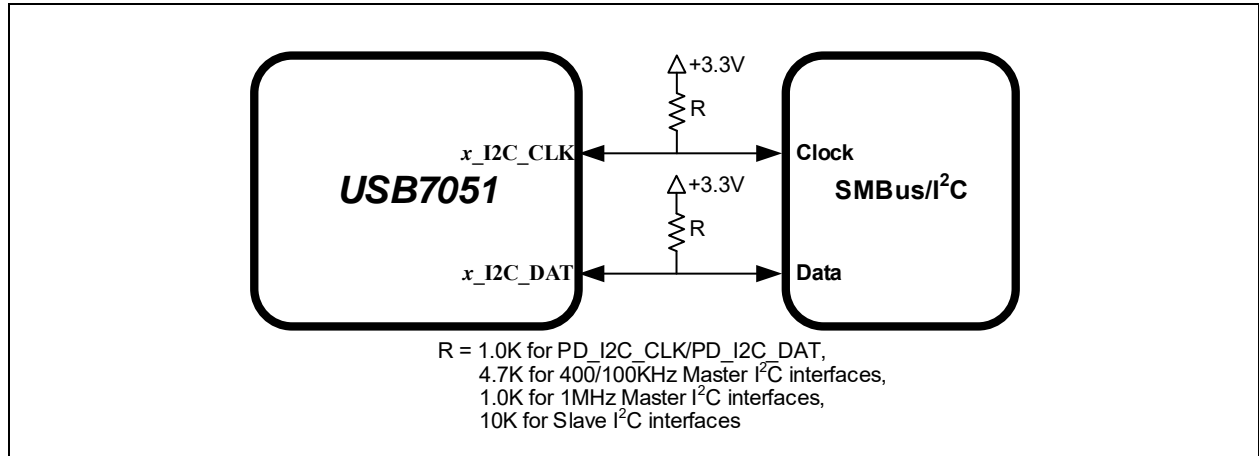 +3.3V
R
x_I2C_CLK
Clock
USB7051
+3.3V
SMBus/I²C
R
x_I2C_DAT
Data
R = 1.0K for PD_I2C_CLK/PD_I2C_DAT,
4.7K for 400/100KHz Master I²C interfaces,
1.0K for 1MHz Master I²C interfaces,
10K for Slave I²C interfaces